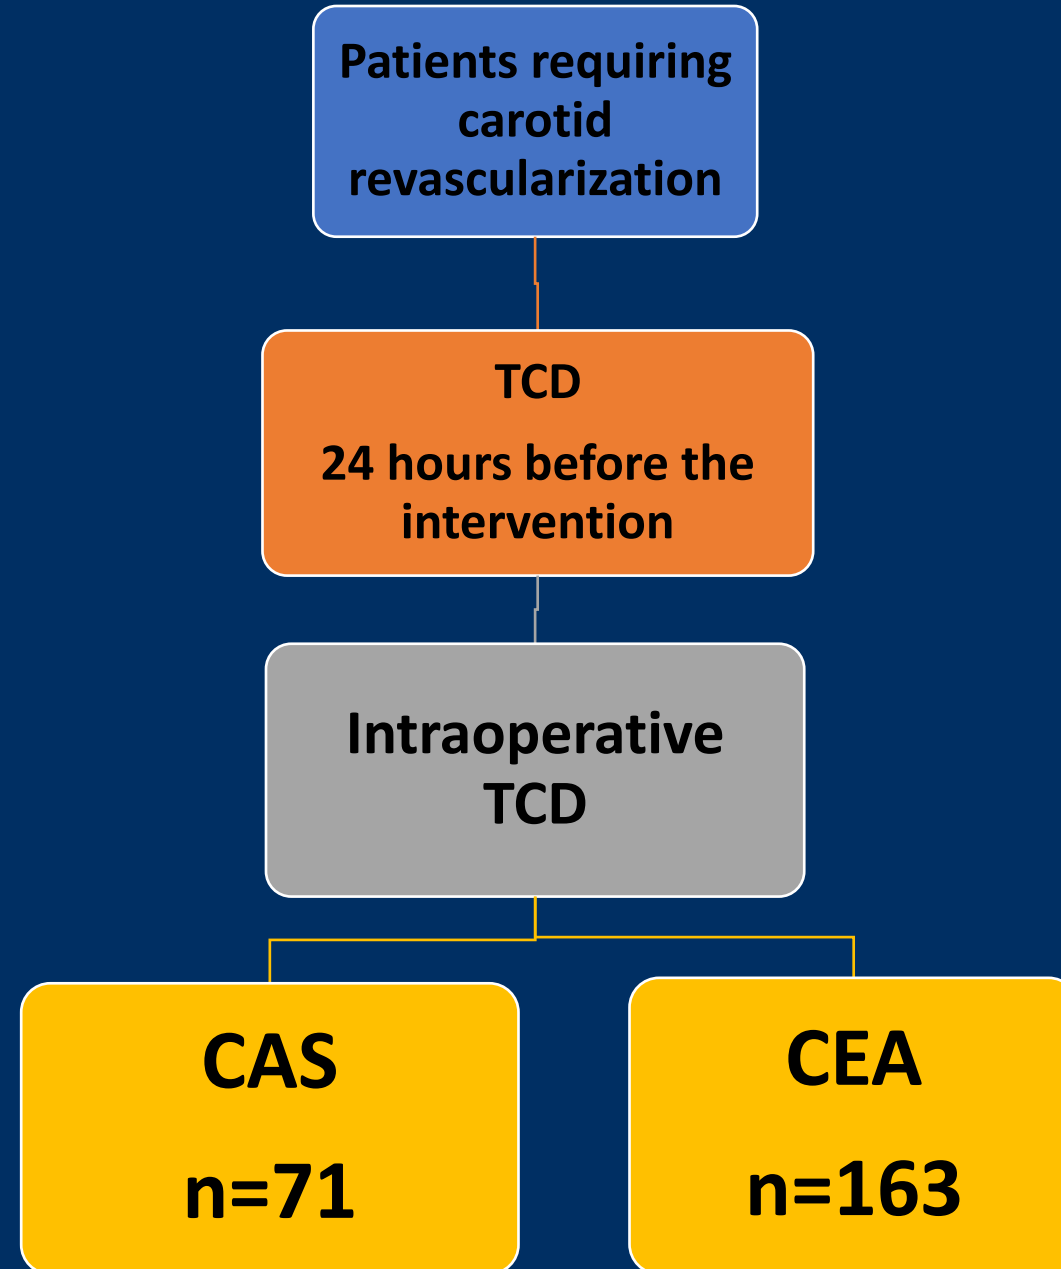 Patients requiring
carotid
revascularization
TCD
24 hours before the
intervention
Intraoperative
TCD
CAS
n=71
CEA
n=163